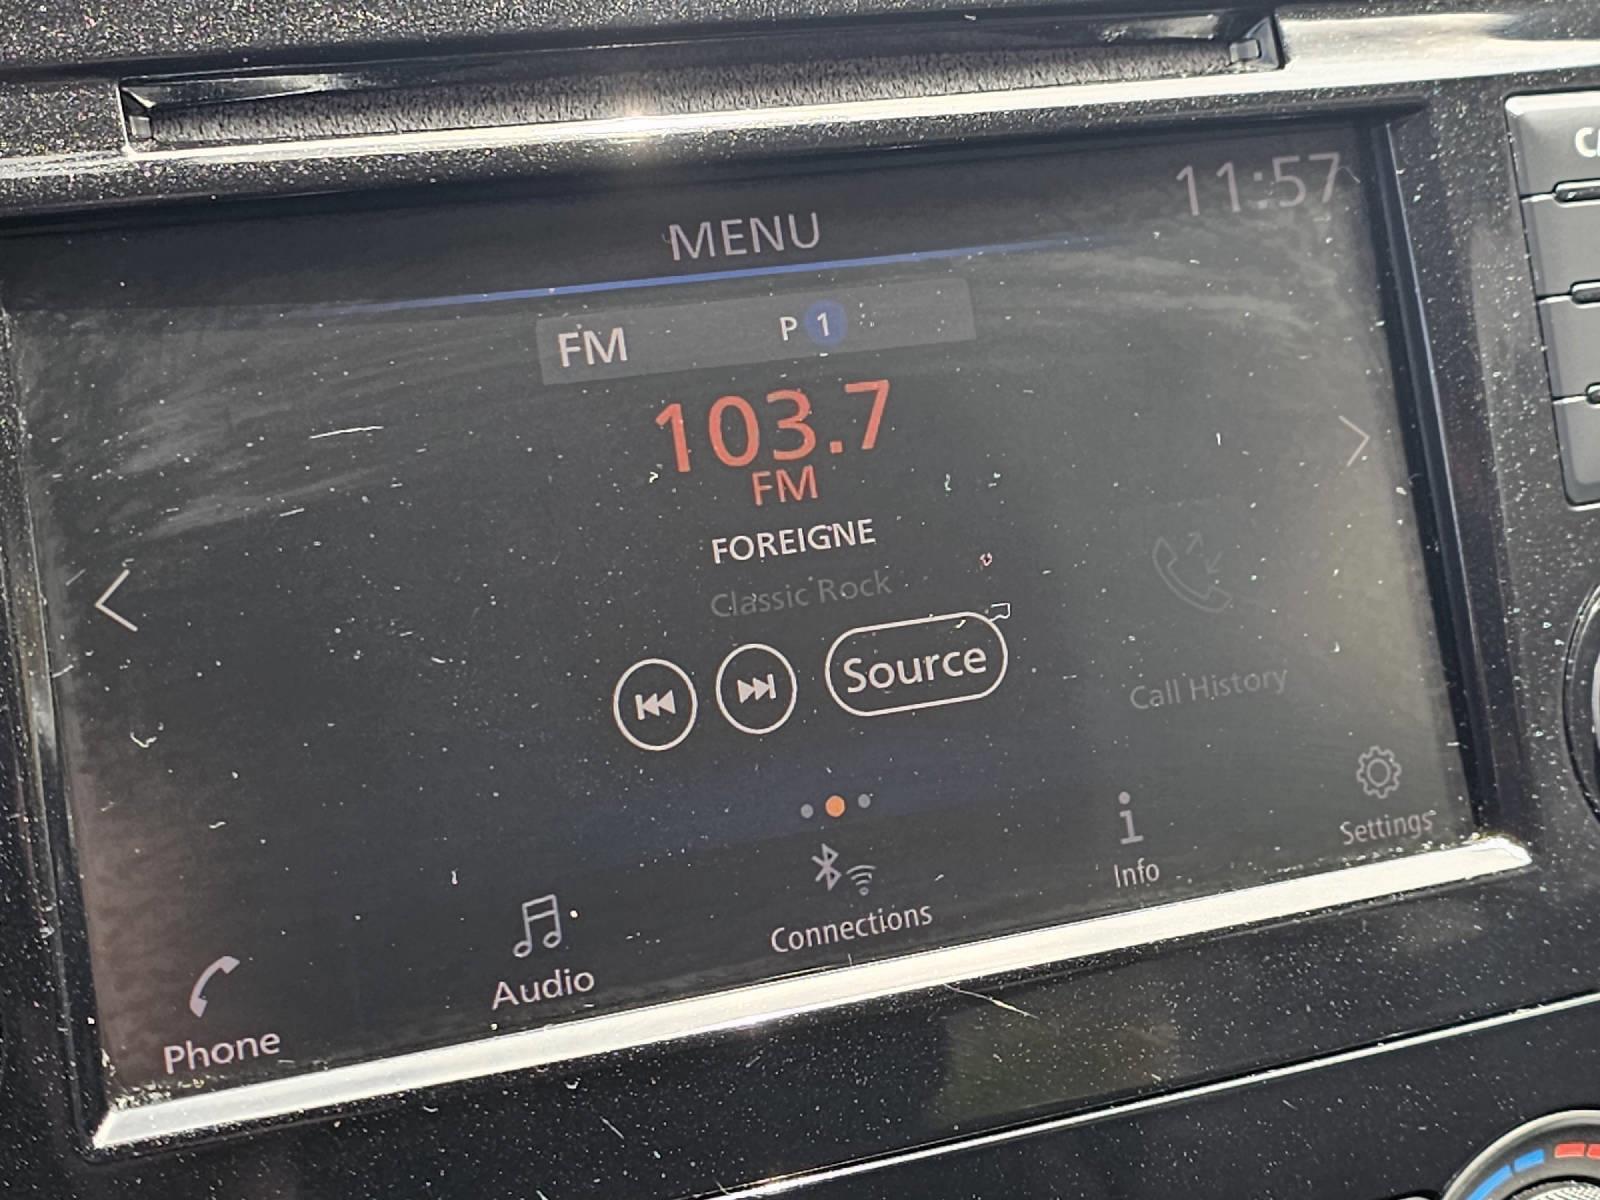 11:57
MENU
FM P 1
103.7
FM
FOREIGNE
Classic Rock
Source
Call History
Settings
Info
Connections
Audio
Phone